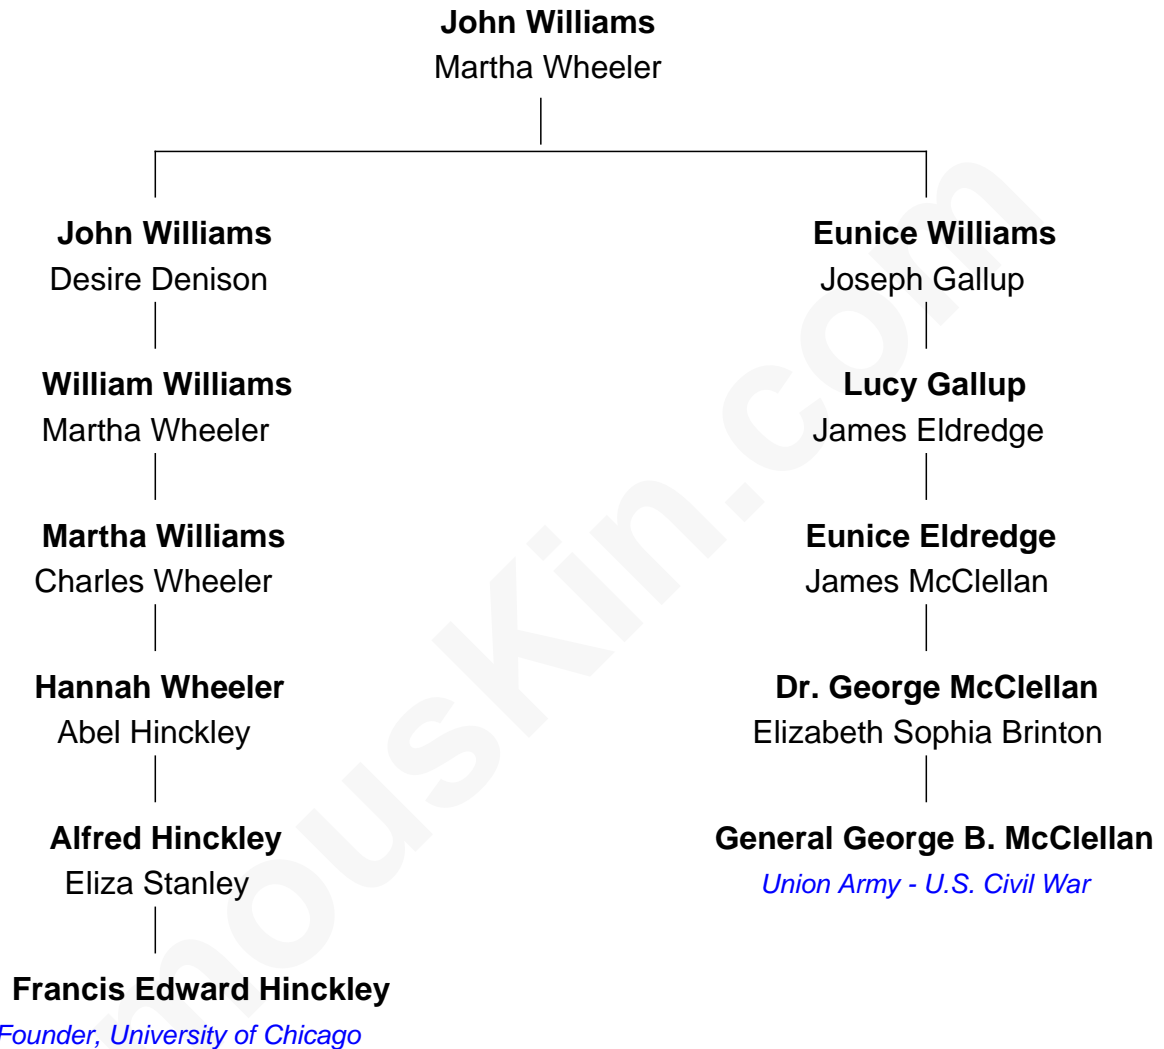 John Williams
Martha Wheeler
John Williams
Desire Denison
Eunice Williams
Joseph Gallup
William Williams
Martha Wheeler
Lucy Gallup
James Eldredge
Martha Williams
Charles Wheeler
Eunice Eldredge
James McClellan
Hannah Wheeler
Abel Hinckley
Dr. George McClellan
Elizabeth Sophia Brinton
Alfred Hinckley
Eliza Stanley
General George B. McClellan
Union Army - U.S. Civil War
Francis Edward Hinckley
Founder, University of Chicago
mousKin.com